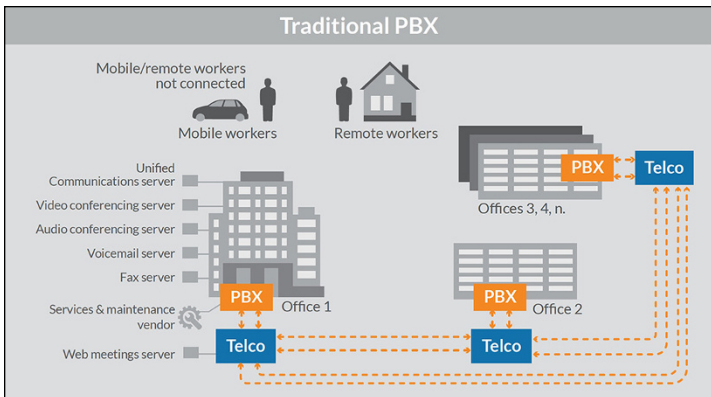 Traditional PBX
Mobile/remote workers
not connected
Mobile workers
Remote workers
PBX
Telco
Offices 3, 4, n.
Unified
Communications server
Video conferencing server
Audio conferencing server
Voicemail server
Fax server
Services & maintenance
vendor
Web meetings server
PBX
Office 1
Telco
PBX
Office 2
Telco